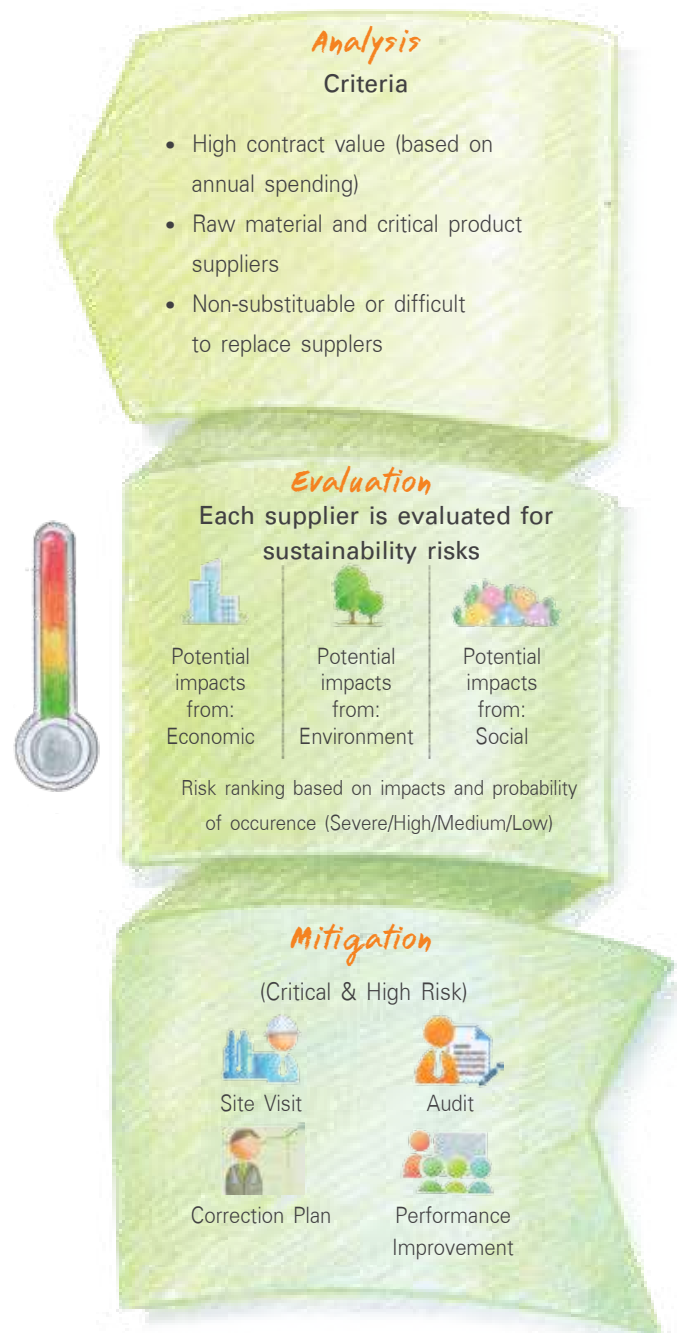 Analysis
Criteria
• High contract value (based on
annual spending)
• Raw material and critical product
suppliers
• Non-substituable or difficult
to replace supplers
Evaluation
Each supplier is evaluated for
sustainability risks
Potential
impacts
from:
Economic
Potential
impacts
from:
Environment
Potential
impacts
from:
Social
Risk ranking based on impacts and probability
of occurence (Severe/High/Medium/Low)
Mitigation
(Critical & High Risk)
Site Visit
Audit
Correction Plan
Performance
Improvement